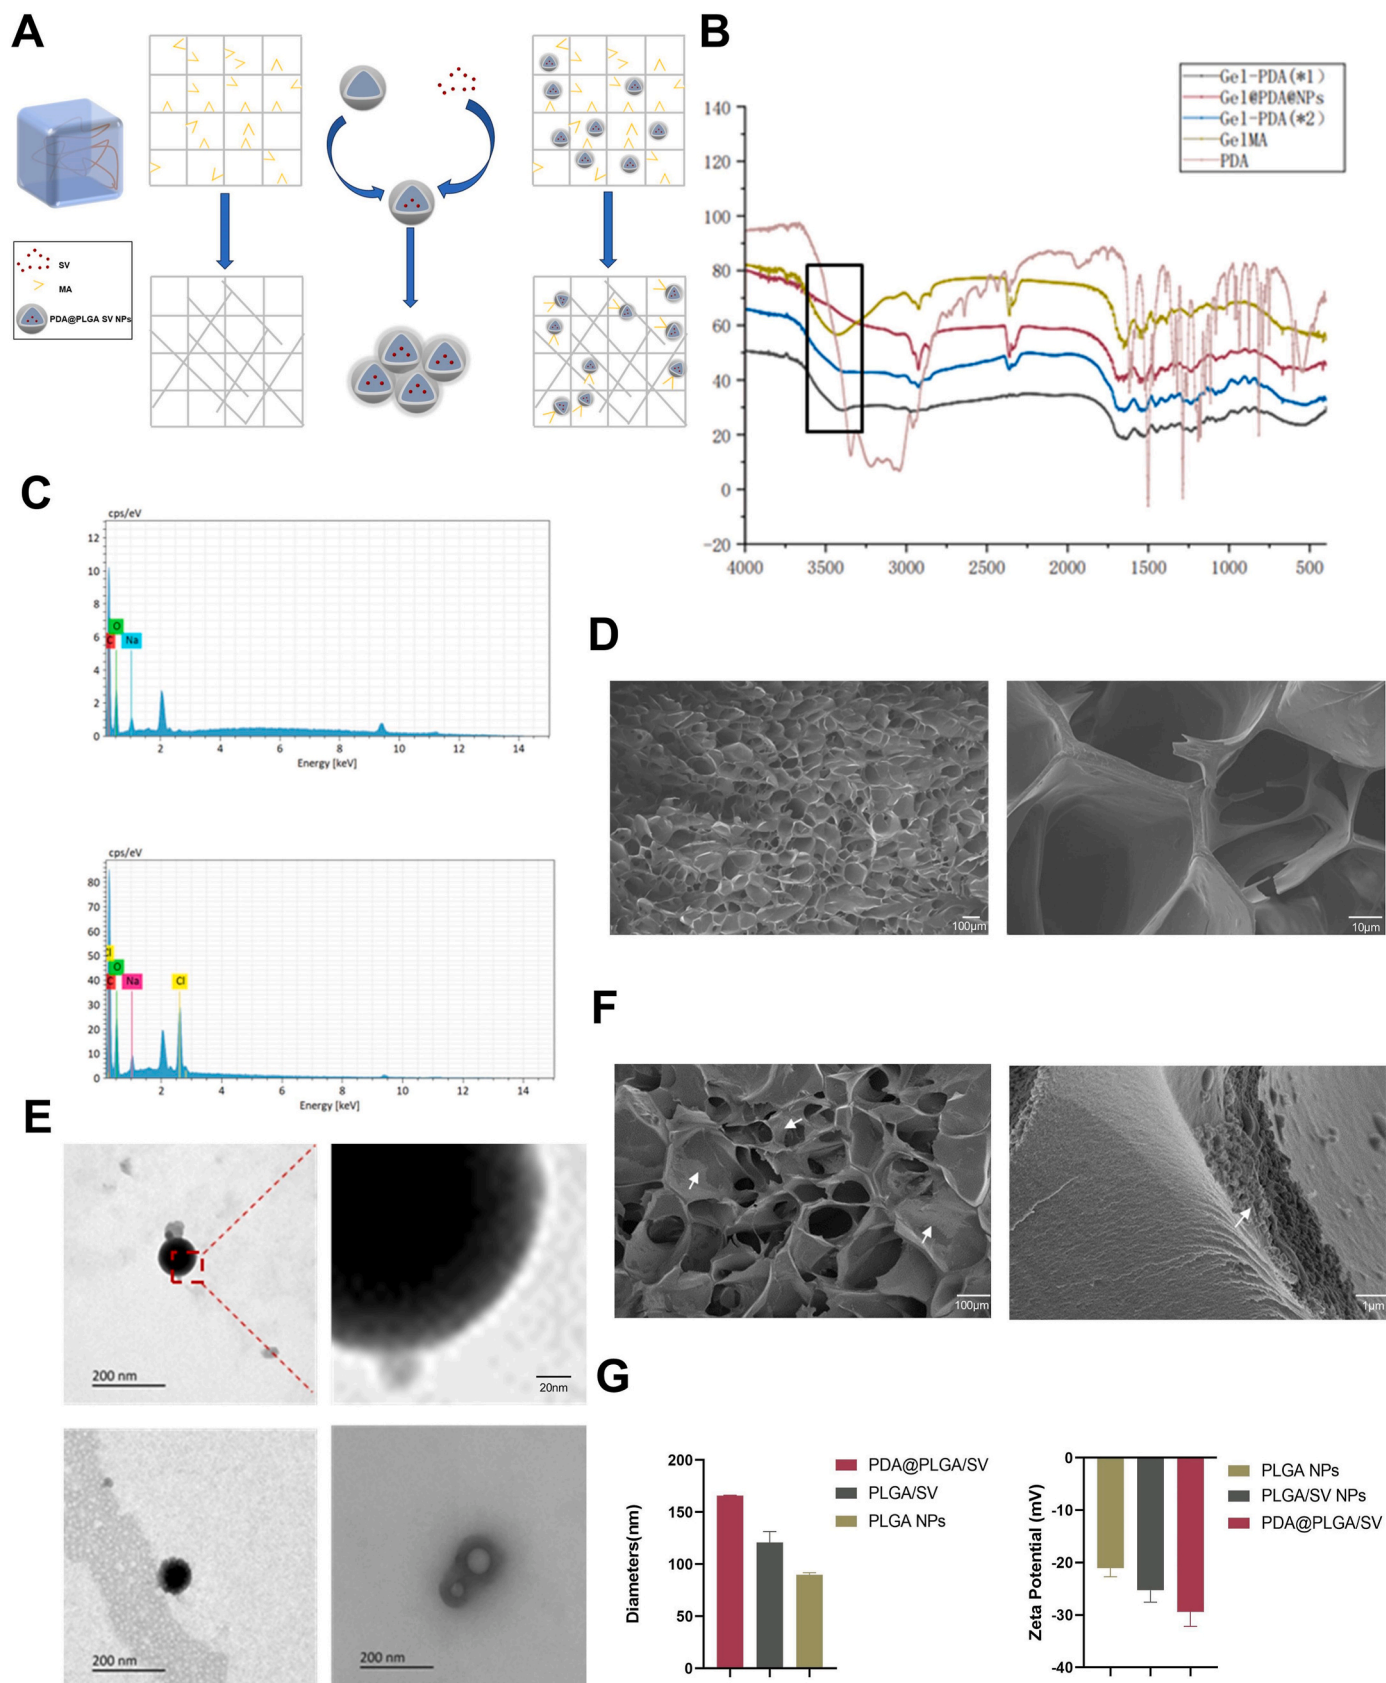 A
SV
MA
PDA@PLGA SV NPs
B
Gel-PDA(*1)
Gel@PDA@NPs
Gel-PDA(*2)
GelMA
PDA
140
120
100
80
60
40
20
0
-20
4000 3500 3000 2500 2000 1500 1000 500
C
cps/eV
12
10
8
6
4
2
0
O
C Na
2 4 6 8 10 12 14
Energy [keV]
cps/eV
80
70
60
50
40
30
20
10
0
O
C Na Cl
2 4 6 8 10 12 14
Energy [keV]
D
100μm
10μm
E
200 nm
20nm
200 nm
200 nm
F
100μm
1μm
G
Diameters(nm)
200
150
100
50
0
PDA@PLGA/SV
PLGA/SV
PLGA NPs
Zeta Potential (mV)
0
-10
-20
-30
-40
PLGA NPs
PLGA/SV NPs
PDA@PLGA/SV